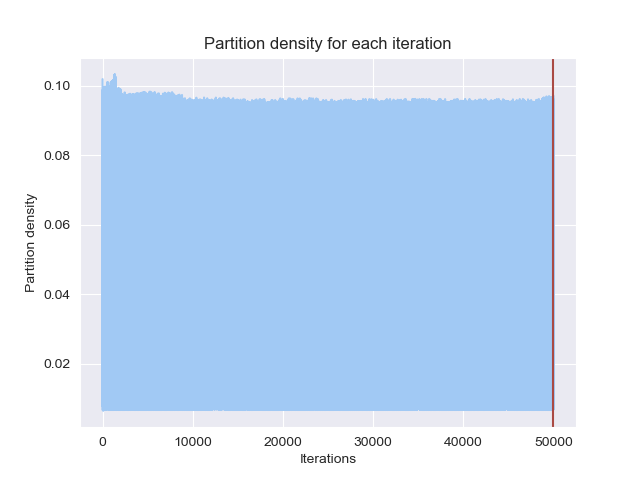 Partition density for each iteration
0.10
0.08
0.06
0.04
0.02
Partition density
0 10000 20000 30000 40000 50000
Iterations